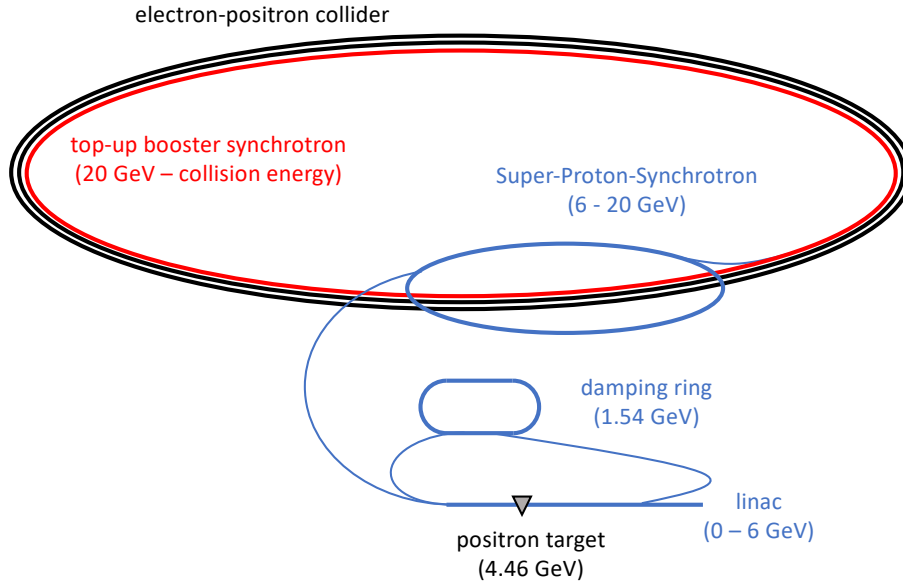 electron-positron collider
top-up booster synchrotron
(20 GeV – collision energy)
Super-Proton-Synchrotron
(6 - 20 GeV)
damping ring
(1.54 GeV)
linac
(0 – 6 GeV)
positron target
(4.46 GeV)